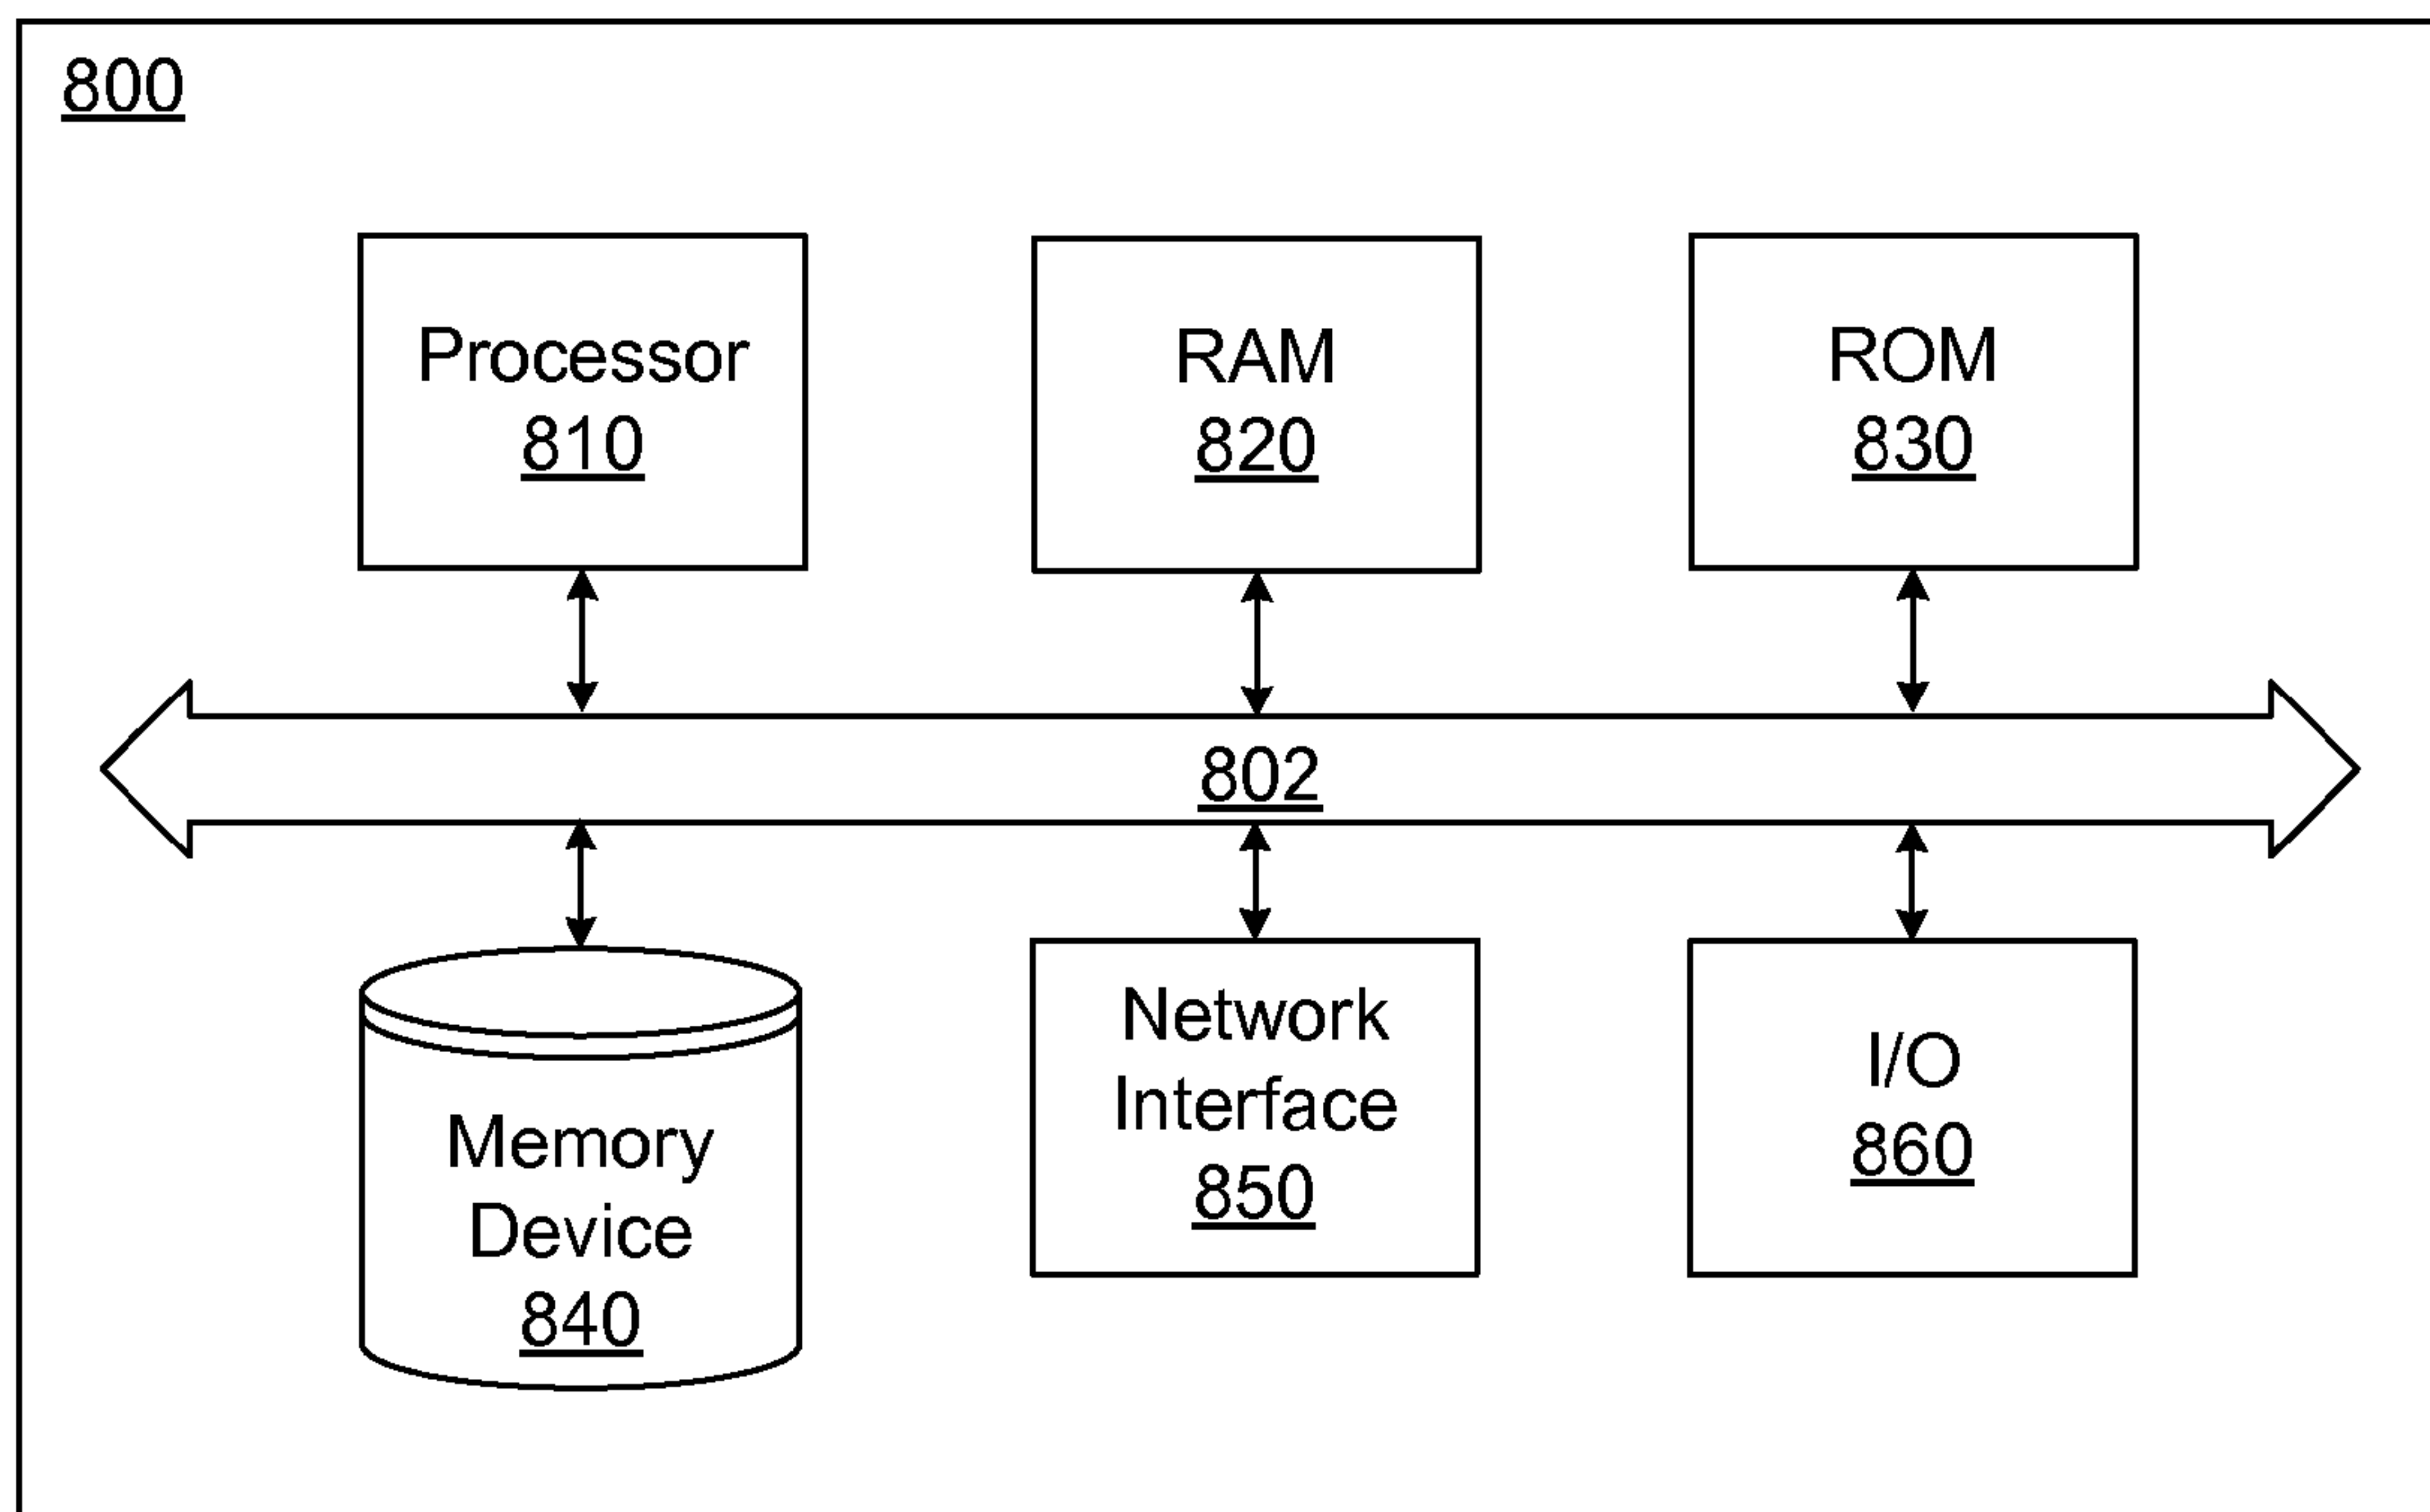 800
Processor
810
RAM
820
ROM
830
802
Memory
Device
840
Network
Interface
850
I/O
860